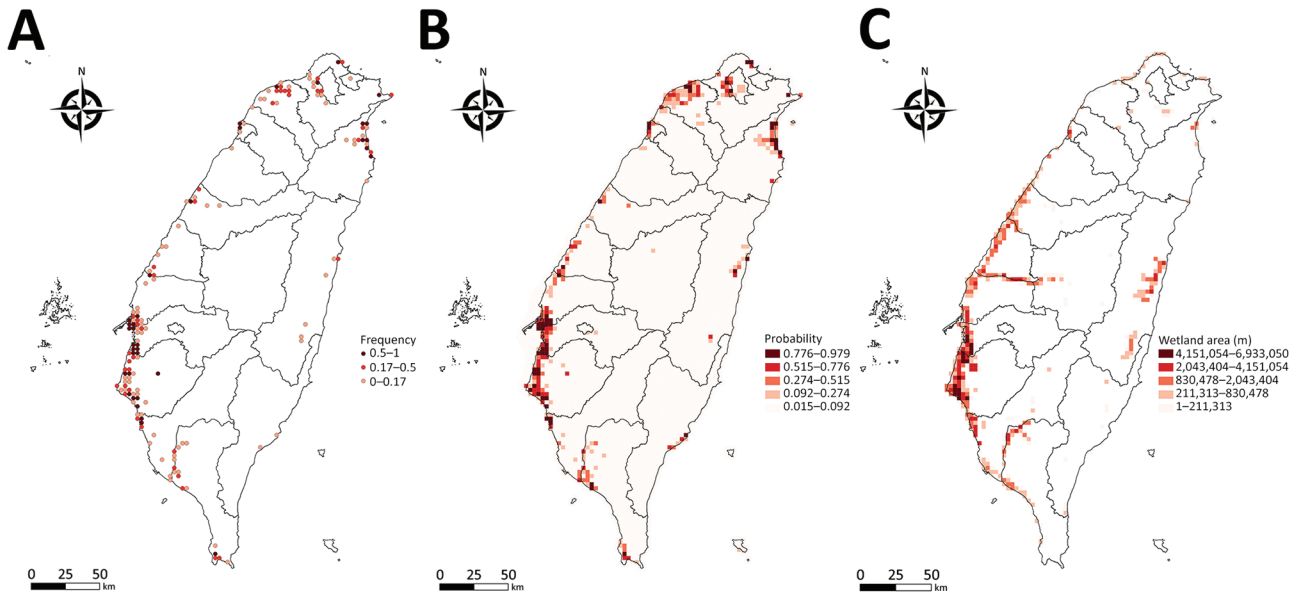 A
B
C
N
N
N
Frequency
0.5–1
0.17–0.5
0–0.17
Probability
0.776–0.979
0.515–0.776
0.274–0.515
0.092–0.274
0.015–0.092
Wetland area (m)
4,151,054–6,933,050
2,043,404–4,151,054
830,478–2,043,404
211,313–830,478
1–211,313
0 25 50
km
0 25 50
km
0 25 50
km